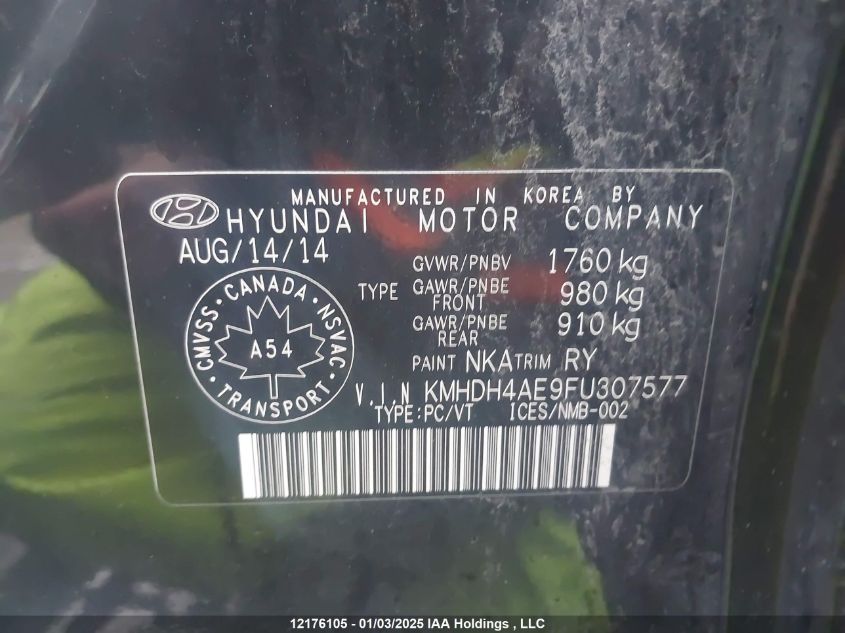 MANUFACTURED IN KOREA BY
HYUNDAI MOTOR COMPANY
AUG/14/14
GVWR/PNBV 1760 kg
TYPE GAWR/PNBE FRONT 980 kg
GAWR/PNBE REAR 910 kg
PAINT NKA TRIM RY
V.I.N KMHDH4AE9FU307577
TYPE:PC/VT ICES/NMB-002
CANADA · NSVAC · TRANSPORT · CMVSS ·
A54
12176105 - 01/03/2025 IAA Holdings , LLC